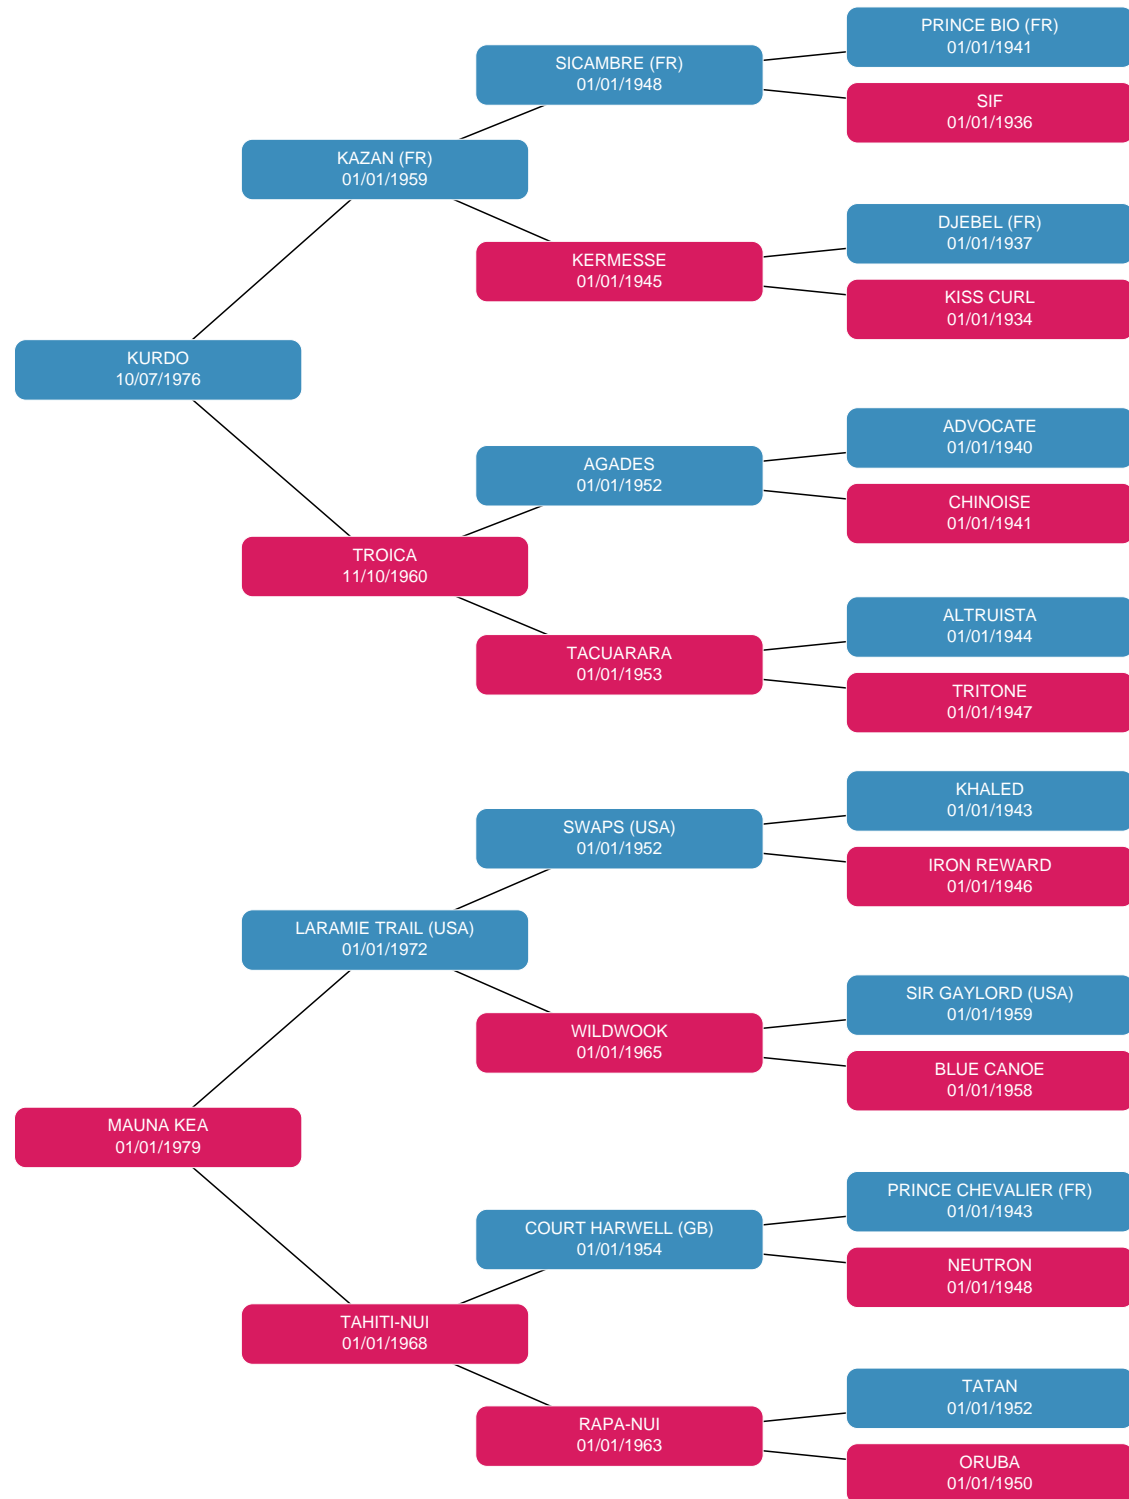 PRINCE BIO (FR)
01/01/1941
SICAMBRE (FR)
01/01/1948
SIF
01/01/1936
KAZAN (FR)
01/01/1959
DJEBEL (FR)
01/01/1937
KERMESSE
01/01/1945
KISS CURL
01/01/1934
KURDO
10/07/1976
ADVOCATE
01/01/1940
AGADES
01/01/1952
CHINOISE
01/01/1941
TROICA
11/10/1960
ALTRUISTA
01/01/1944
TACUARARA
01/01/1953
TRITONE
01/01/1947
KHALED
01/01/1943
SWAPS (USA)
01/01/1952
IRON REWARD
01/01/1946
LARAMIE TRAIL (USA)
01/01/1972
SIR GAYLORD (USA)
01/01/1959
WILDWOOK
01/01/1965
BLUE CANOE
01/01/1958
MAUNA KEA
01/01/1979
PRINCE CHEVALIER (FR)
01/01/1943
COURT HARWELL (GB)
01/01/1954
NEUTRON
01/01/1948
TAHITI-NUI
01/01/1968
TATAN
01/01/1952
RAPA-NUI
01/01/1963
ORUBA
01/01/1950